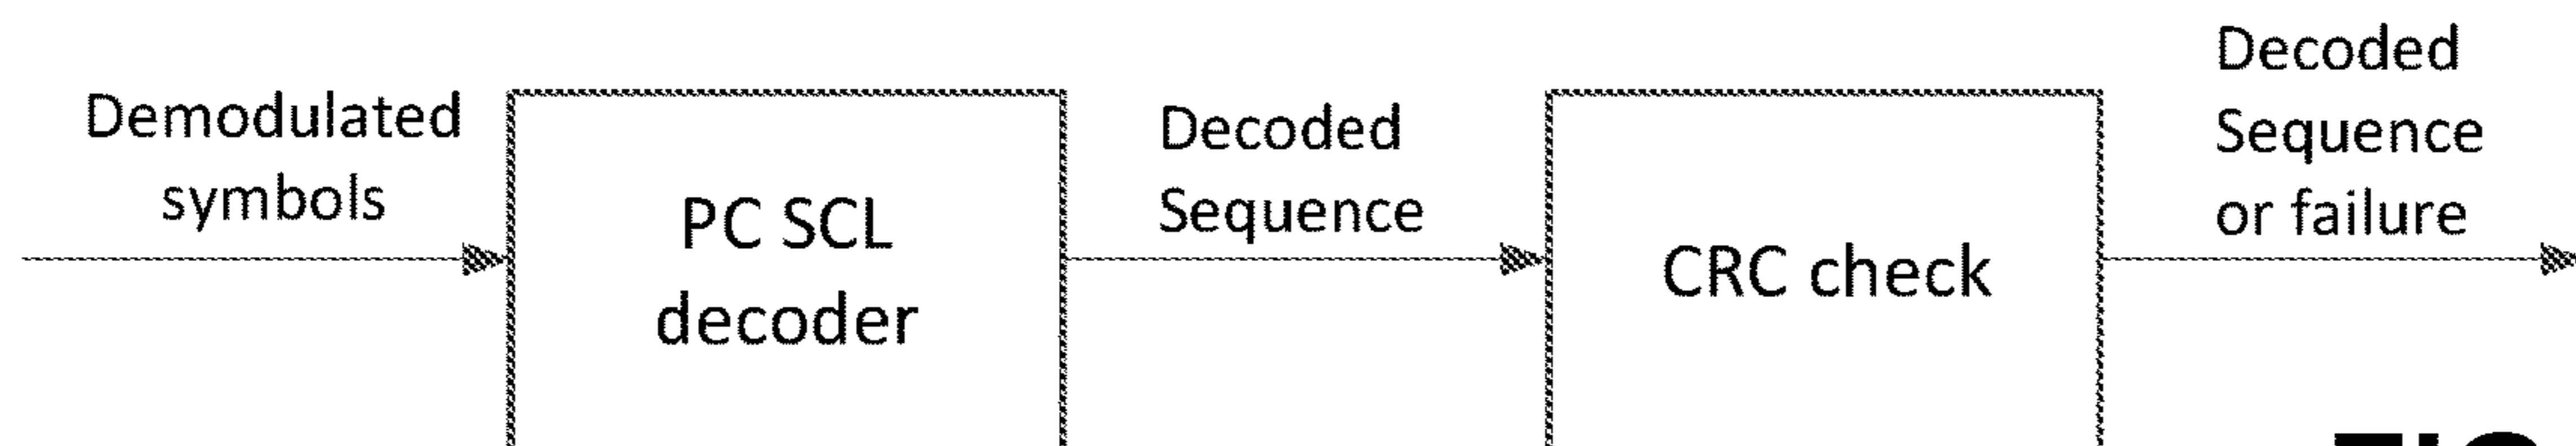 Demodulated
symbols
PC SCL
decoder
Decoded
Sequence
CRC check
Decoded
Sequence
or failure